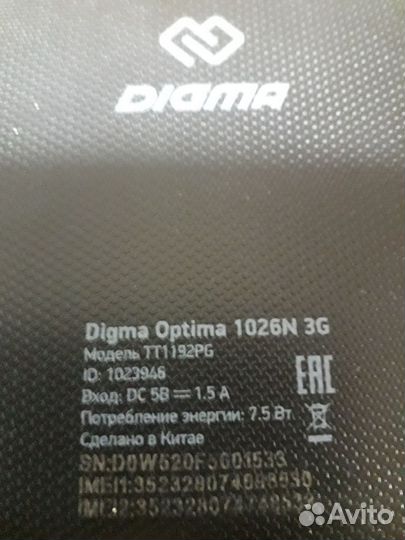 DIGMA
Digma Optima 1026N 3G
Модель TT1192PG
ID: 1023946
Вход: DC 5В 1.5 А
Потребление энергии: 7.5 Вт
Сделано в Китае
EAC
Avito